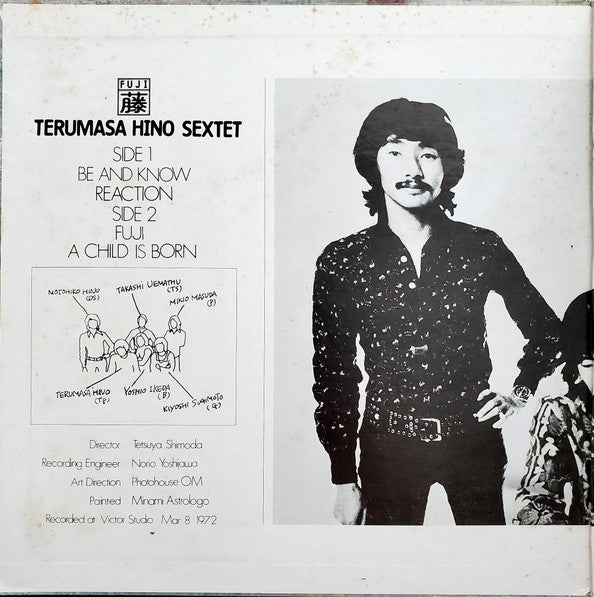 FUJI
藤
TERUMASA HINO SEXTET
SIDE 1
BE AND KNOW
REACTION
SIDE 2
FUJI
A CHILD IS BORN
MOTOHIKO HINO
(DS)
TAKASHI UEMATHU
(TS)
MIKIO MASUDA
(P)
TERUMASA HINO
(TP)
YOSHIO IKEDA
(B)
KIYOSHI SUGIMOTO
(G)
Director Tetsuya Shimoda
Recording Engineer Norio Yoshizawa
Art Direction Photohouse OM
Painted Minami Astrologo
Recorded at Victor Studio Mar 8 1972